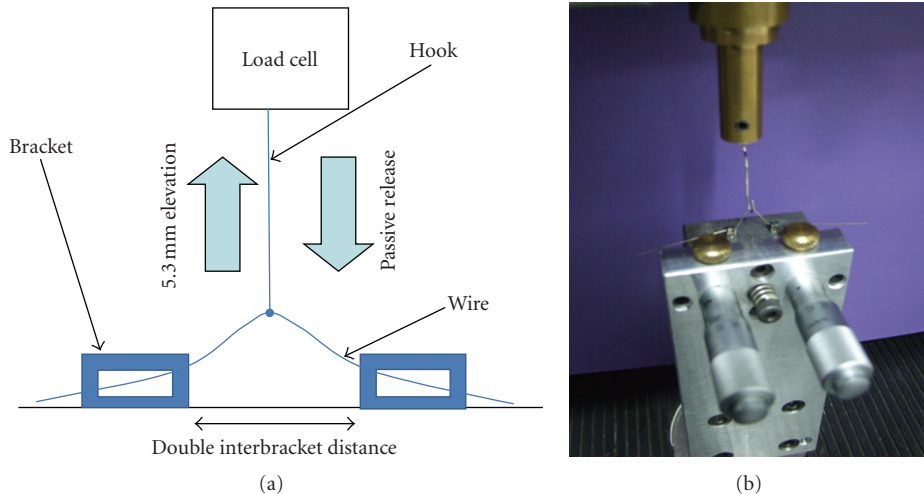 Load cell
Hook
Bracket
5.3 mm elevation
Passive release
Wire
Double interbracket distance
(a)
(b)